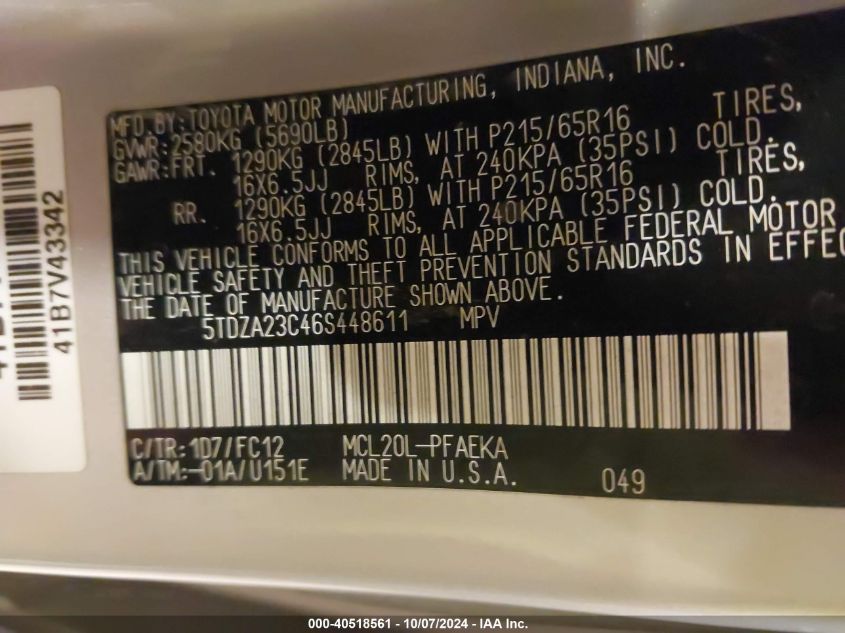 MFD.BY:TOYOTA MOTOR MANUFACTURING, INDIANA, INC.
GVWR:2580KG (5690LB)
GAWR:FRT. 1290KG (2845LB) WITH P215/65R16 TIRES,
16X6.5JJ RIMS, AT 240KPA (35PSI) COLD.
RR. 1290KG (2845LB) WITH P215/65R16 TIRES,
16X6.5JJ RIMS, AT 240KPA (35PSI) COLD.
THIS VEHICLE CONFORMS TO ALL APPLICABLE FEDERAL MOTOR
VEHICLE SAFETY AND THEFT PREVENTION STANDARDS IN EFFEC
THE DATE OF MANUFACTURE SHOWN ABOVE.
5TDZA23C46S448611 MPV
C/TR:1D7/FC12 MCL20L-PFAEKA
A/TM:-01A/U151E MADE IN U.S.A. 049
41B7V43342
000-40518561 - 10/07/2024 - IAA Inc.